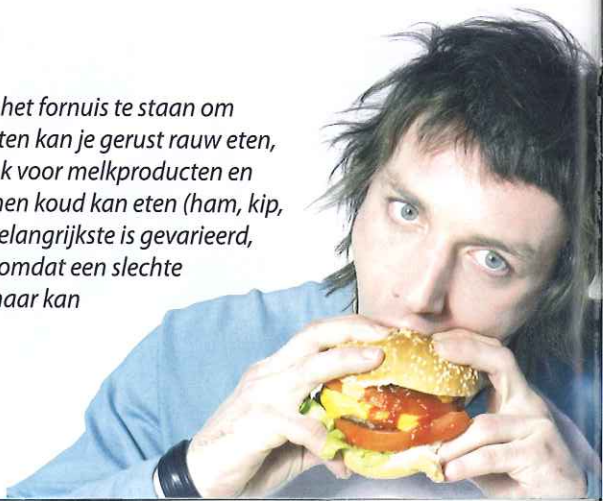 het fornuis te staan om
ten kan je gerust rauw eten,
k voor melkproducten en
nen koud kan eten (ham, kip,
elangrijkste is gevarieerd,
omdat een slechte
naar kan